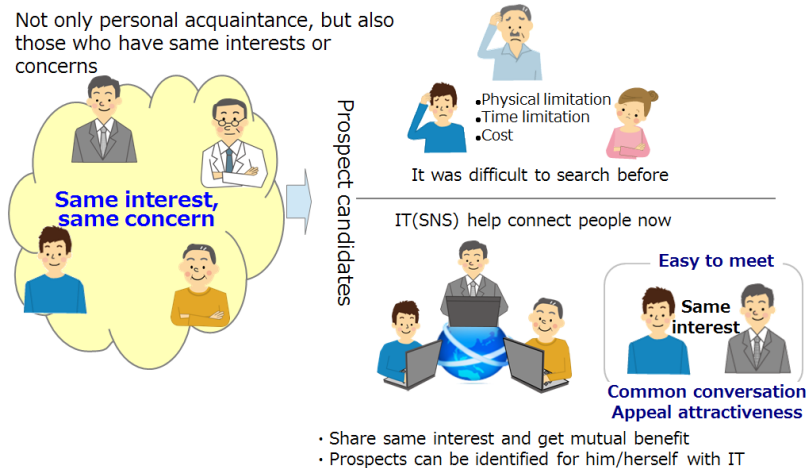 Not only personal acquaintance, but also
those who have same interests or
concerns
Same interest,
same concern
Prospect candidates
•Physical limitation
•Time limitation
•Cost
It was difficult to search before
IT(SNS) help connect people now
Easy to meet
Same
interest
Common conversation
Appeal attractiveness
・Share same interest and get mutual benefit
・Prospects can be identified for him/herself with IT